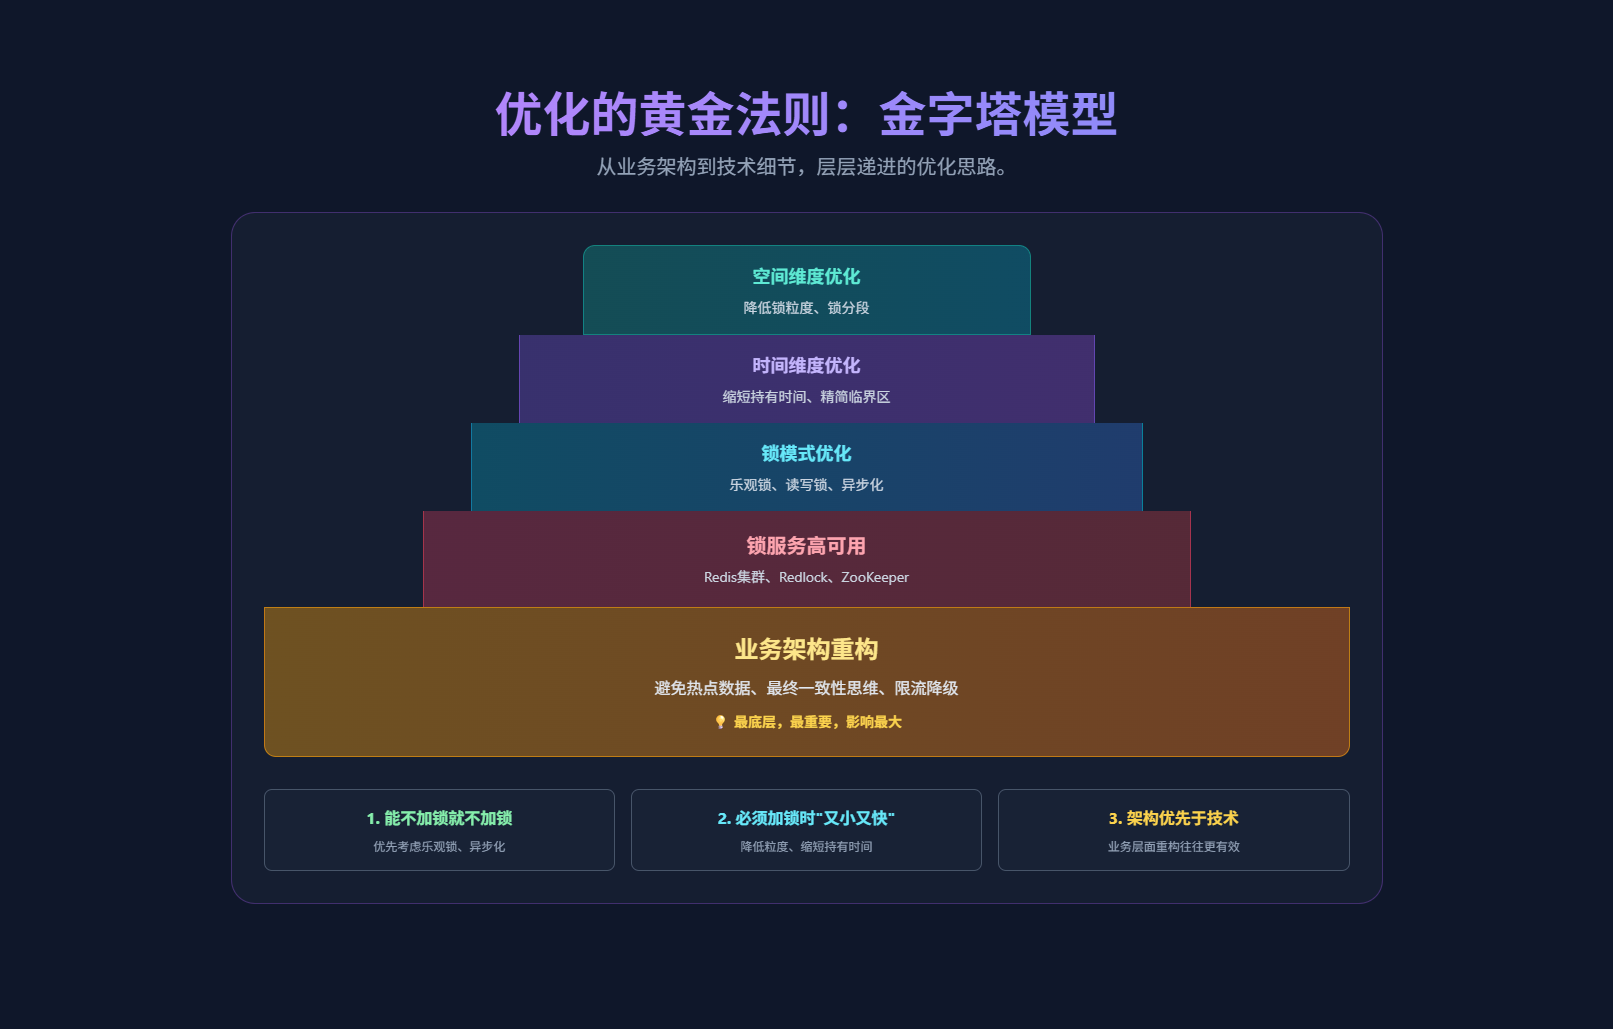 优化的黄金法则：金字塔模型
从业务架构到技术细节，层层递进的优化思路。
空间维度优化
降低锁粒度、锁分段
时间维度优化
缩短持有时间、精简临界区
锁模式优化
乐观锁、读写锁、异步化
锁服务高可用
Redis集群、Redlock、ZooKeeper
业务架构重构
避免热点数据、最终一致性思维、限流降级
💡 最底层，最重要，影响最大
1. 能不加锁就不加锁
优先考虑乐观锁、异步化
2. 必须加锁时"又小又快"
降低粒度、缩短持有时间
3. 架构优先于技术
业务层面重构往往更有效